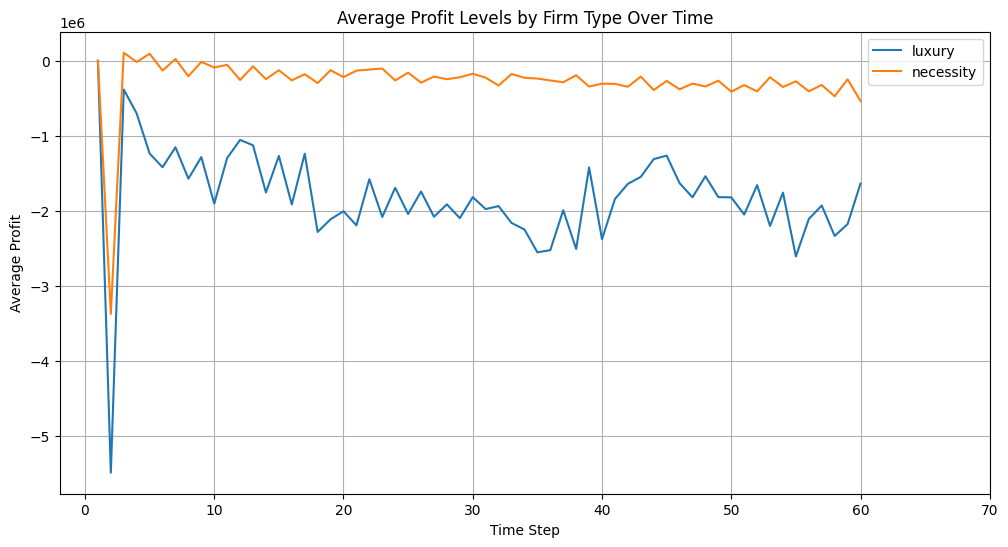 Average Profit Levels by Firm Type Over Time
1e6
luxury
necessity
0
−1
−2
−3
−4
−5
Average Profit
0 10 20 30 40 50 60 70
Time Step